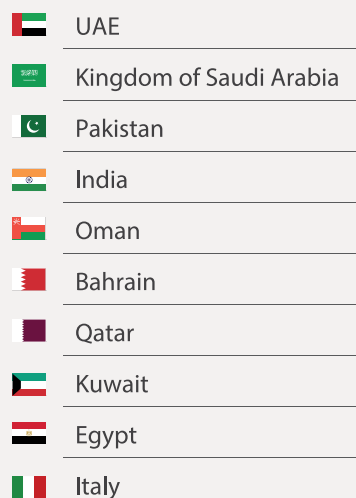 UAE
Kingdom of Saudi Arabia
Pakistan
India
Oman
Bahrain
Qatar
Kuwait
Egypt
Italy